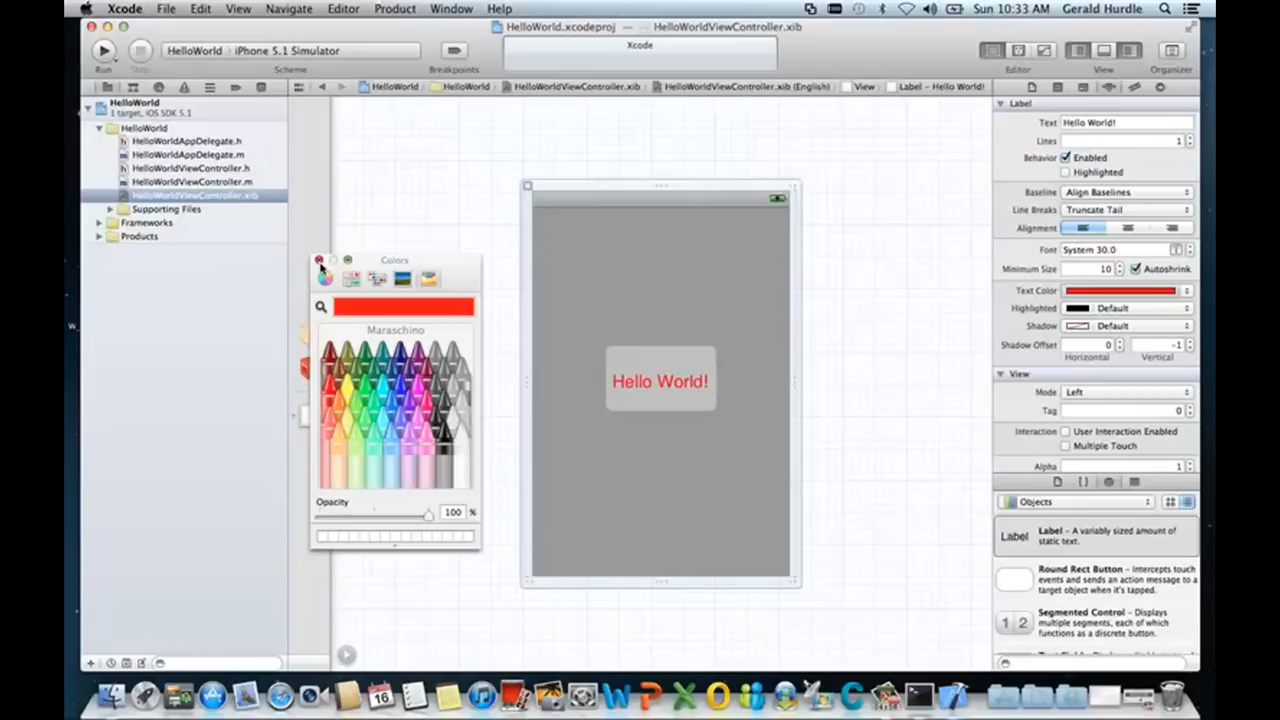 Xcode File Edit View Navigate Editor Product Window Help Sun 10:33 AM Gerald Hurdle
HelloWorld.xcodeproj — HelloWorldViewController.xib
HelloWorld iPhone 5.1 Simulator
Xcode
Run Stop Scheme Breakpoints Editor View Organizer
HelloWorld HelloWorld HelloWorldViewController.xib HelloWorldViewController.xib (English) View Label - Hello World!
HelloWorld
1 target, iOS SDK 5.1
HelloWorld
HelloWorldAppDelegate.h
HelloWorldAppDelegate.m
HelloWorldViewController.h
HelloWorldViewController.m
HelloWorldViewController.xib
Supporting Files
Frameworks
Products
Colors
Maraschino
Opacity
100 %
Hello World!
Label
Text Hello World!
Lines 1
Behavior Enabled
Highlighted
Baseline Align Baselines
Line Breaks Truncate Tail
Alignment
Font System 30.0
Minimum Size 10 Autoshrink
Text Color
Highlighted Default
Shadow Default
Shadow Offset 0 -1
Horizontal Vertical
View
Mode Left
Tag 0
Interaction User Interaction Enabled
Multiple Touch
Alpha 1
Objects
Label
Label - A variably sized amount of
static text.
Round Rect Button - Intercepts touch
events and sends an action message to a
target object when it's tapped.
1 2
Segmented Control - Displays
multiple segments, each of which
functions as a discrete button.
16